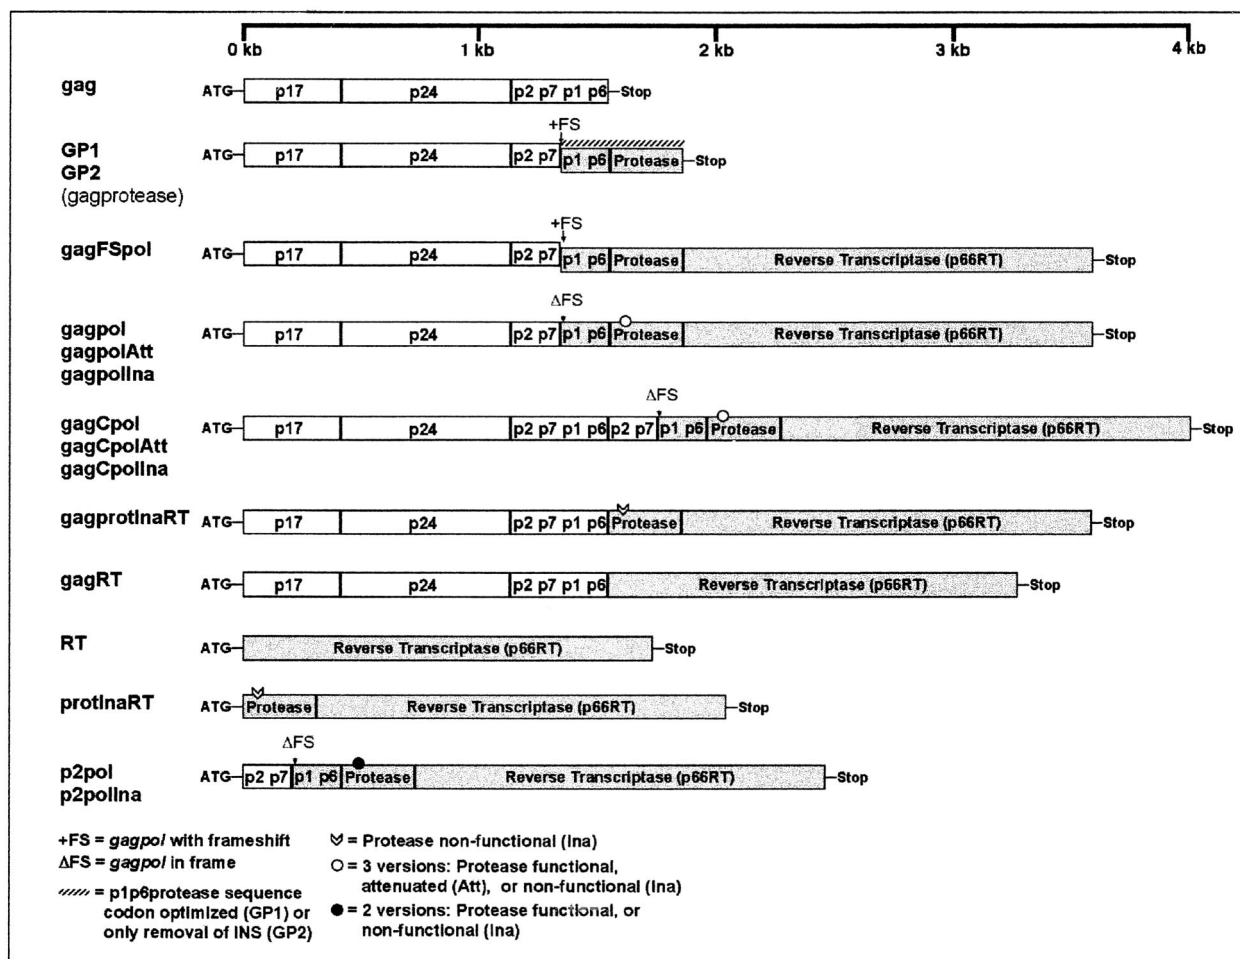 0 kb 1 kb 2 kb 3 kb 4 kb
gag ATG p17 p24 p2 p7 p1 p6 Stop
+FS
GP1 ATG p17 p24 p2 p7 p1 p6 Protease Stop
GP2
(gagprotease)
+FS
gagFSpol ATG p17 p24 p2 p7 p1 p6 Protease Reverse Transcriptase (p66RT) Stop
ΔFS
gagpol ATG p17 p24 p2 p7 p1 p6 Protease Reverse Transcriptase (p66RT) Stop
gagpolAtt
gagpolIna
ΔFS
gagCpol ATG p17 p24 p2 p7 p1 p6 p2 p7 p1 p6 Protease Reverse Transcriptase (p66RT) Stop
gagCpolAtt
gagCpolIna
gagprotInaRT ATG p17 p24 p2 p7 p1 p6 Protease Reverse Transcriptase (p66RT) Stop
gagRT ATG p17 p24 p2 p7 p1 p6 Reverse Transcriptase (p66RT) Stop
RT ATG Reverse Transcriptase (p66RT) Stop
protInaRT ATG Protease Reverse Transcriptase (p66RT) Stop
ΔFS
p2pol ATG p2 p7 p1 p6 Protease Reverse Transcriptase (p66RT) Stop
p2polIna
+FS = gagpol with frameshift
ΔFS = gagpol in frame
= p1p6protease sequence
codon optimized (GP1) or
only removal of INS (GP2)
= Protease non-functional (Ina)
= 3 versions: Protease functional,
attenuated (Att), or non-functional (Ina)
= 2 versions: Protease functional, or
non-functional (Ina)